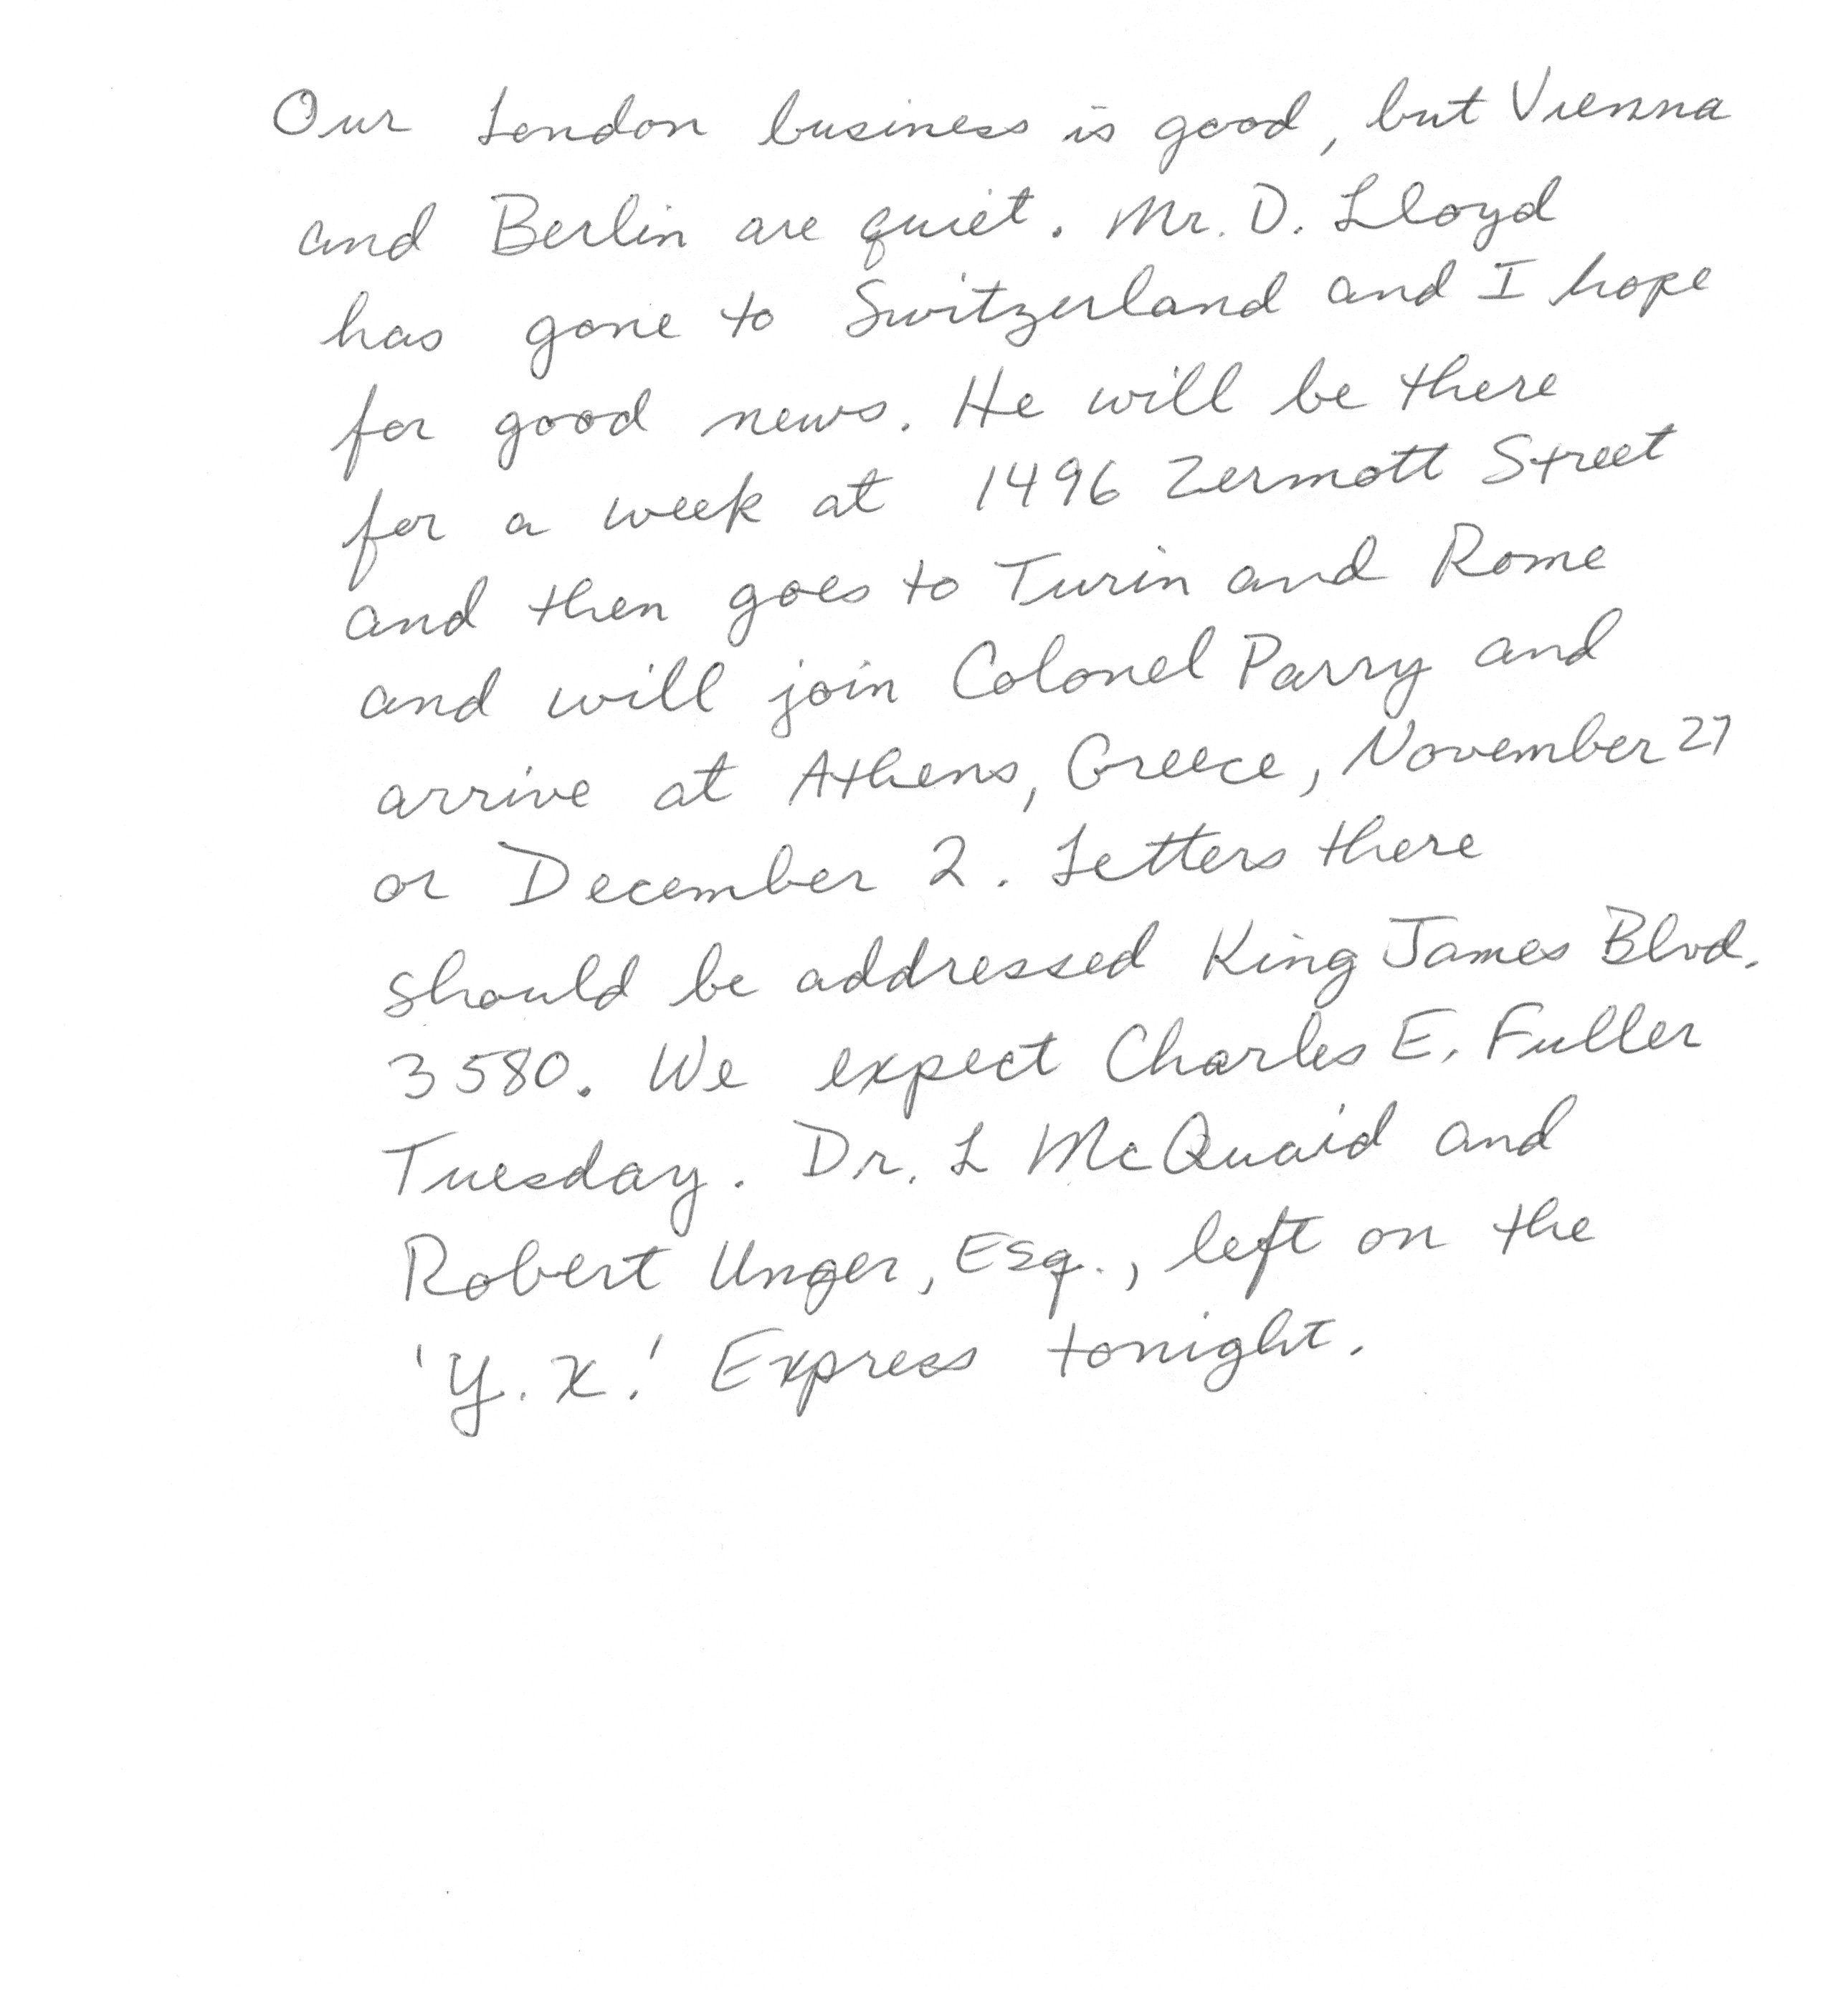 Our London business is good, but Vienna
and Berlin are quiet. Mr. D. Lloyd
has gone to Switzerland and I hope
for good news. He will be there
for a week at 1496 Zermott Street
and then goes to Turin and Rome
and will join Colonel Parry and
arrive at Athens, Greece, November 27
or December 2. Letters there
should be addressed King James Blvd.
3580. We expect Charles E. Fuller
Tuesday. Dr. L McQuaid and
Robert Unger, Esq., left on the
'Y.X.' Express tonight.